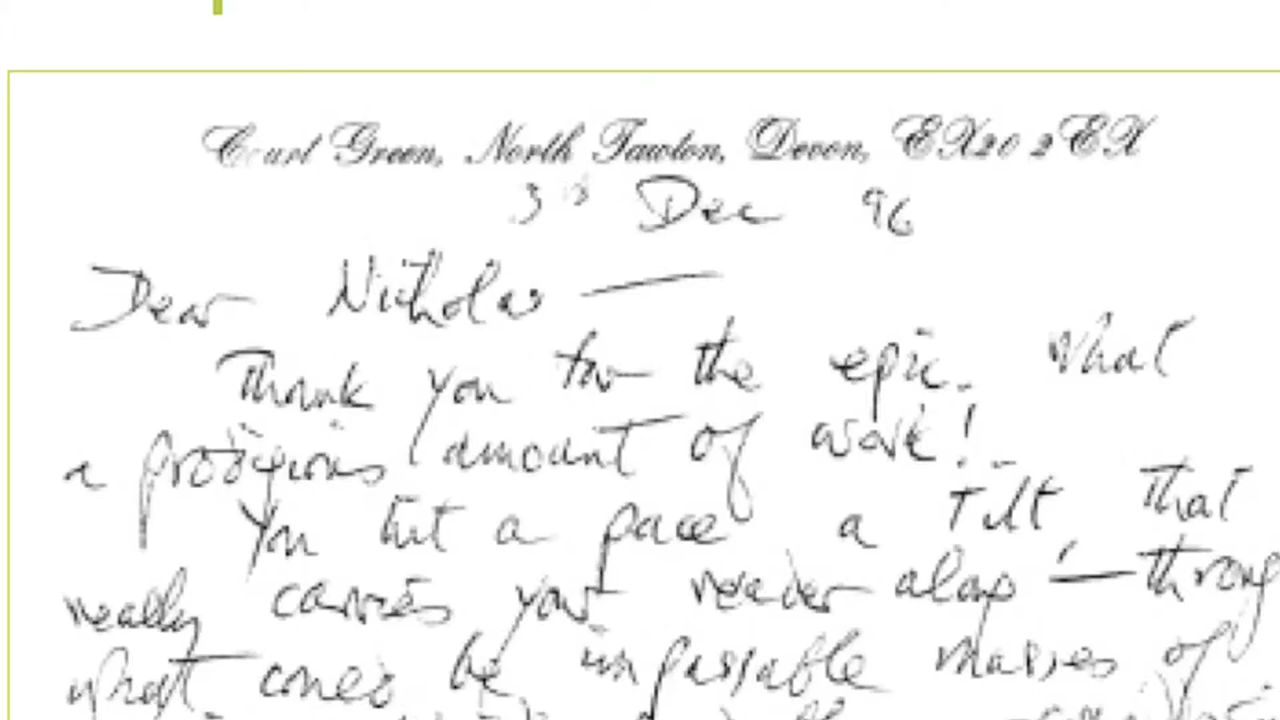 Court Green, North Tawton, Devon, EX20 2EX
3rd Dec 96
Dear Nicholas —
Thank you for the epic. What
a prodigious amount of work!
You hit a pace a tilt, that
really carries your reader along — through
what could be impassable masses of